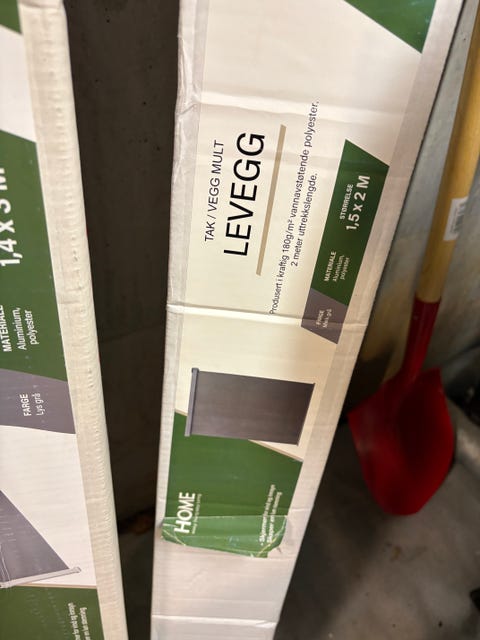 TAK / VEGG MULT
LEVEGG
Produsert i kraftig 180g/m² vannavstøtende polyester.
2 meter uttrekkslengde.
STØRRELSE
1,5 x 2 M
MATERIALE
Aluminium,
polyester
FARGE
HOME
1,4 x 3 M
MATERIALE
Aluminium,
polyester
FARGE
Lys grå